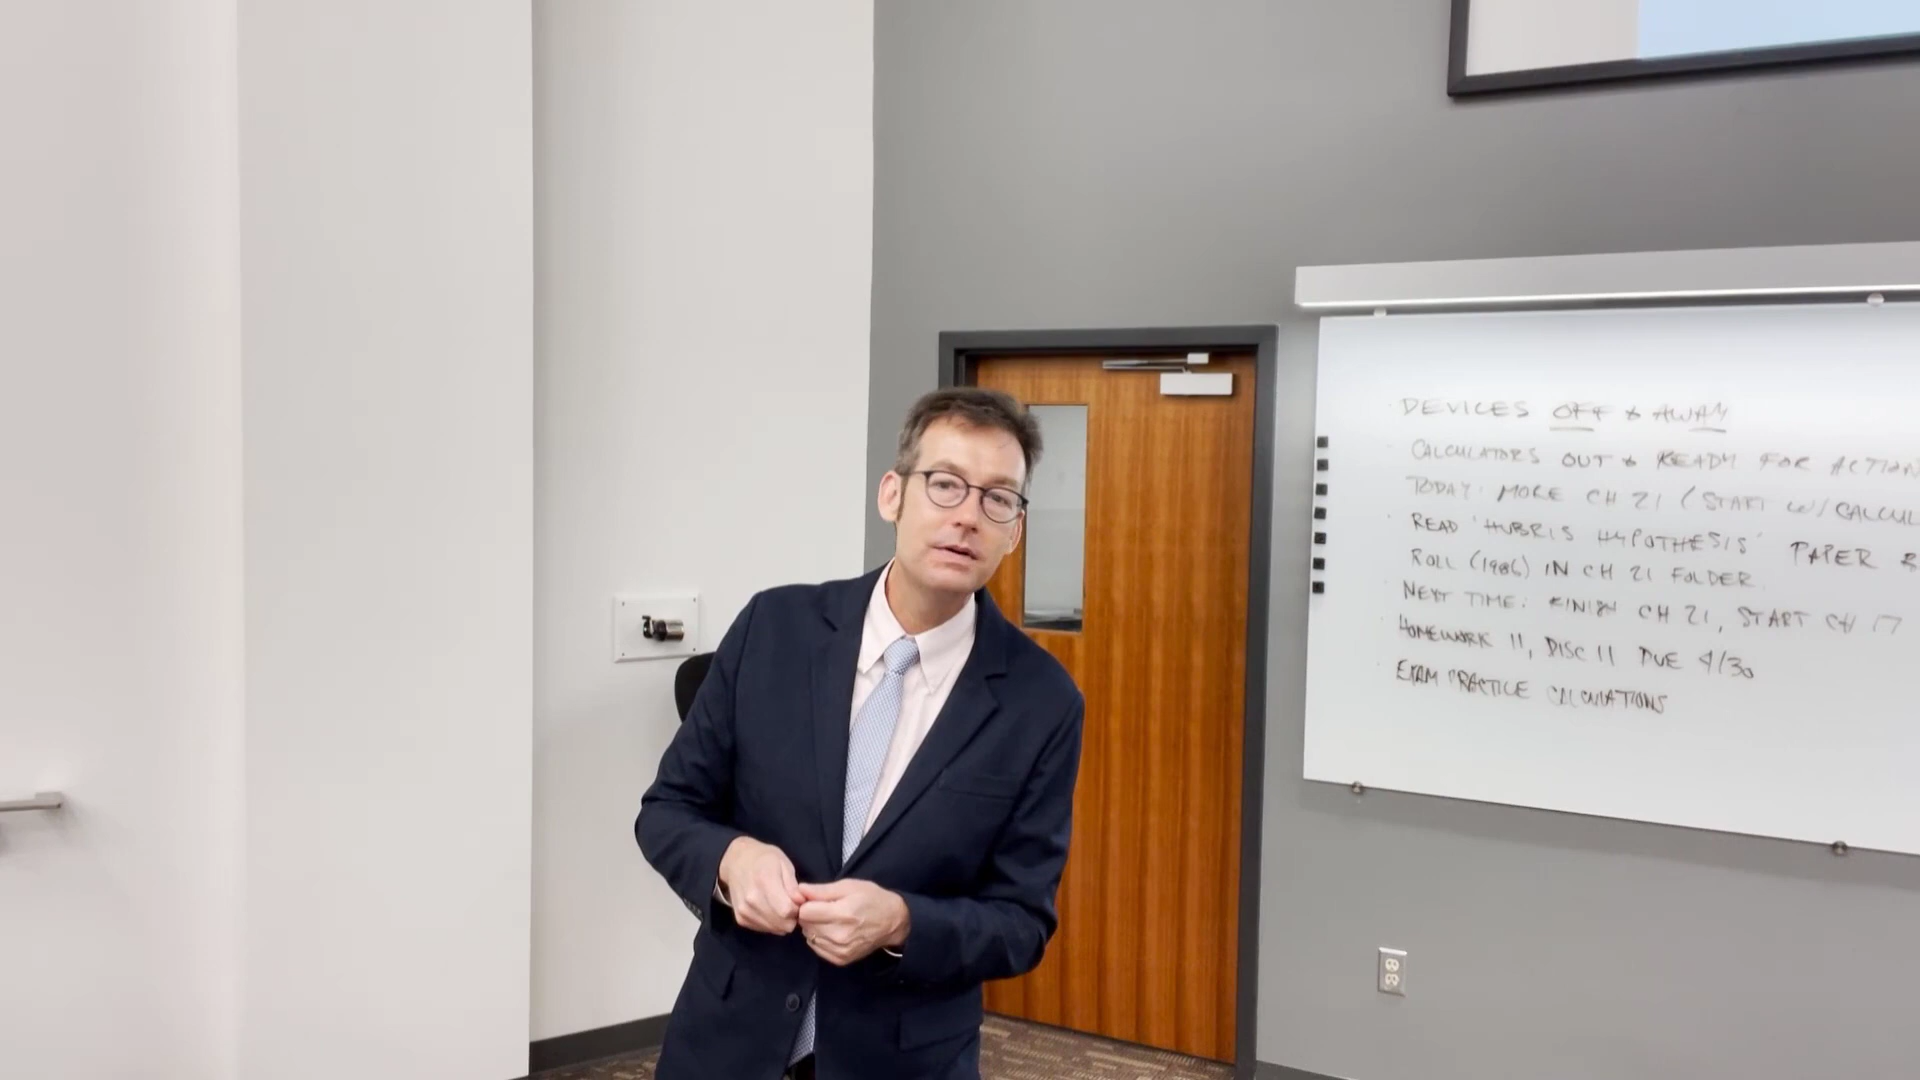 DEVICES OFF & AWAY
CALCULATORS OUT & READY FOR ACTION
TODAY: MORE CH 21 (START W/ CALCUL
READ 'HUBRIS HYPOTHESIS' PAPER &
ROLL (1986) IN CH 21 FOLDER
NEXT TIME: FINISH CH 21, START CH 17
HOMEWORK 11, DISC 11 DUE 4/30
EXAM PRACTICE CALCULATIONS